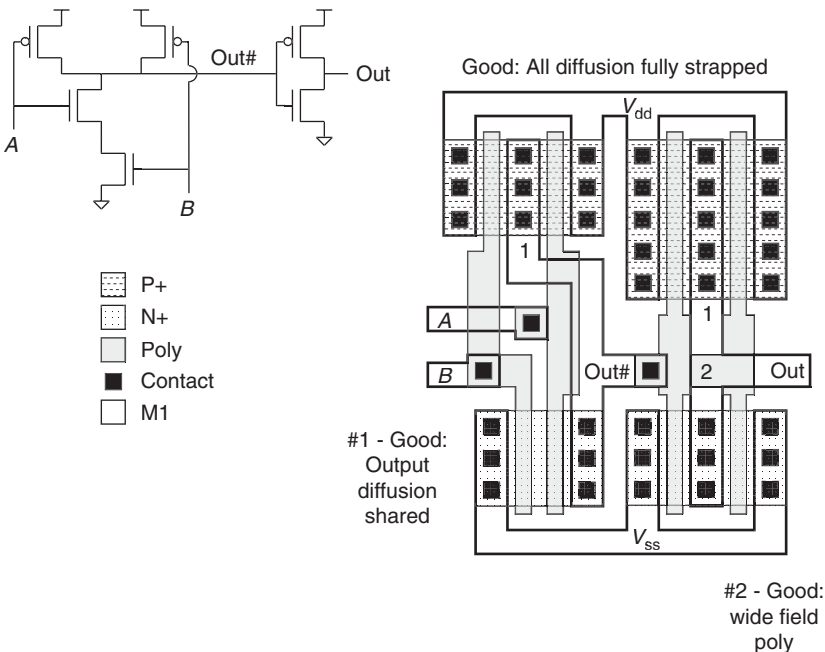 Out#
Out
A
B
Good: All diffusion fully strapped
V_dd
1
P+
N+
Poly
Contact
M1
A
1
B
Out#
2
Out
#1 - Good:
Output
diffusion
shared
V_ss
#2 - Good:
wide field
poly